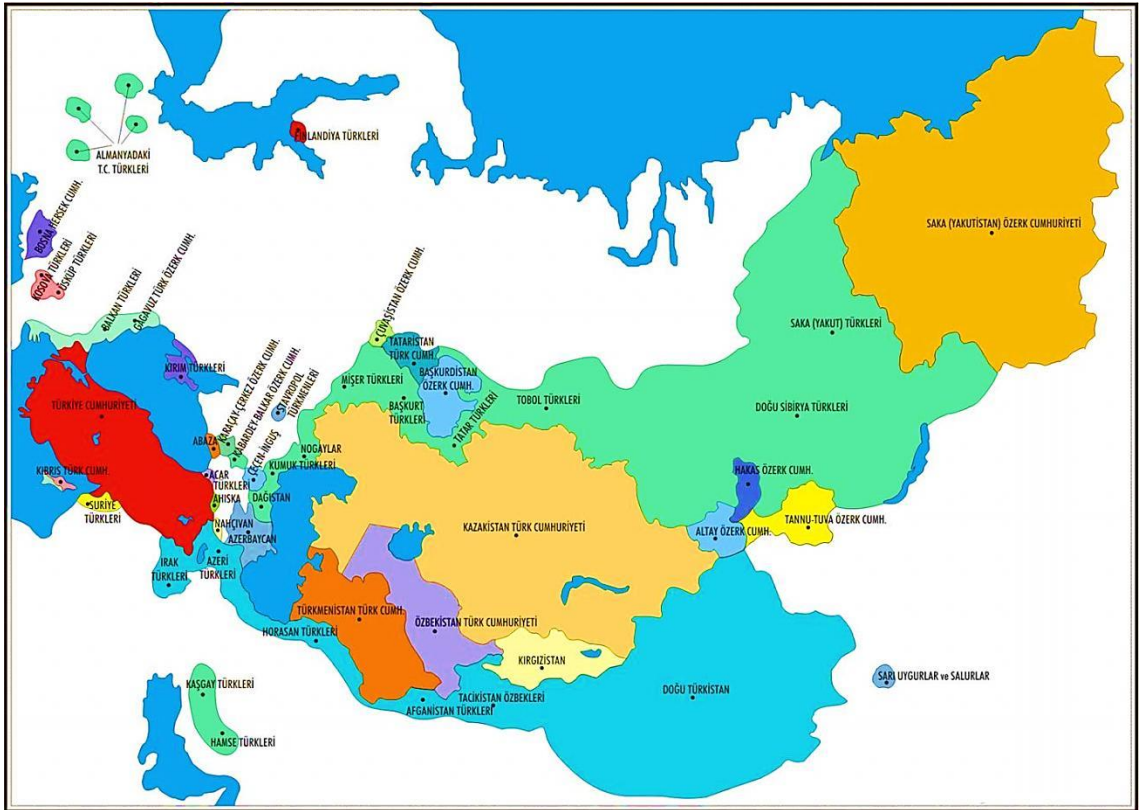 FİNLANDİYA TÜRKLERİ
ALMANYADAKİ
T.C. TÜRKLERİ
BOSNA HERSEK CUMH.
KOSOVA TÜRKLERİ
ÜSKÜP TÜRKLERİ
BALKAN TÜRKLERİ
GAGAVUZ TÜRK ÖZERK CUMH.
SAKA (YAKUTİSTAN) ÖZERK CUMHURİYETİ
SAKA (YAKUT) TÜRKLERİ
ÇUVAŞİSTAN ÖZERK CUMH.
TATARİSTAN
TÜRK CUMH.
BAŞKURDİSTAN
ÖZERK CUMH.
KIRIM TÜRKLERİ
MİŞER TÜRKLERİ
BAŞKURT
TÜRKLERİ
TATAR TÜRKLERİ
TOBOL TÜRKLERİ
DOĞU SİBİRYA TÜRKLERİ
TÜRKİYE CUMHURİYETİ
ABAZA
KARAÇAK-ÇERKEZ ÖZERK CUMH.
KABARDEY-BALKAR ÖZERK CUMH.
STAVROPOL
TÜRKMENLERİ
ÇEÇEN-İNGUŞ
NOGAYLAR
KUMUK TÜRKLERİ
KIBRIS TÜRK CUMH.
ACAR
TÜRKLERİ
AHISKA
DAĞISTAN
SURİYE
TÜRKLERİ
NAHÇIVAN
AZERBAYCAN
HAKAS ÖZERK CUMH.
ALTAY ÖZERK CUMH.
TANNU-TUVA ÖZERK CUMH.
KAZAKİSTAN TÜRK CUMHURİYETİ
IRAK
TÜRKLERİ
AZERİ
TÜRKLERİ
TÜRKMENİSTAN TÜRK CUMH.
ÖZBEKİSTAN TÜRK CUMHURİYETİ
HORASAN TÜRKLERİ
KIRGIZİSTAN
KAŞGAY TÜRKLERİ
TACİKİSTAN ÖZBEKLERİ
AFGANİSTAN TÜRKLERİ
DOĞU TÜRKİSTAN
SARI UYGURLAR ve SALURLAR
HAMSE TÜRKLERİ